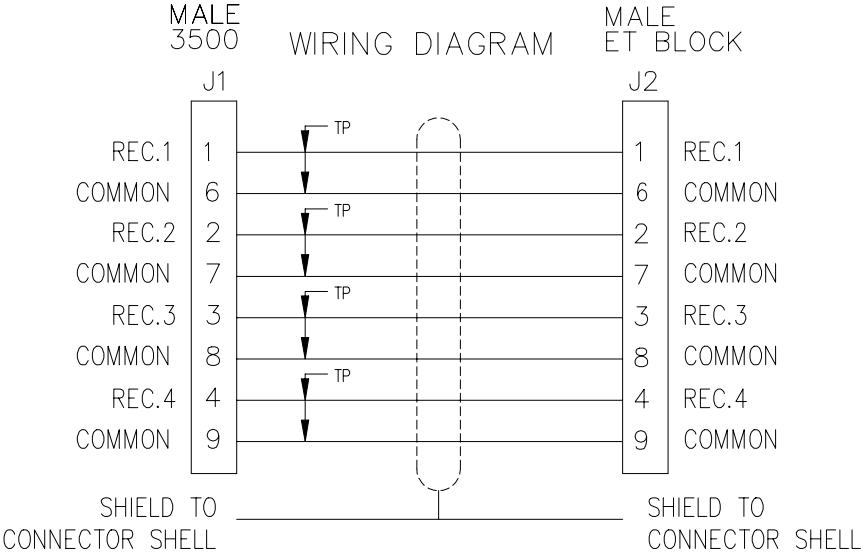 MALE
3500
WIRING DIAGRAM
MALE
ET BLOCK
J1
J2
TP
REC.1 1 1 REC.1
COMMON 6 6 COMMON
TP
REC.2 2 2 REC.2
COMMON 7 7 COMMON
TP
REC.3 3 3 REC.3
COMMON 8 8 COMMON
TP
REC.4 4 4 REC.4
COMMON 9 9 COMMON
SHIELD TO
CONNECTOR SHELL
SHIELD TO
CONNECTOR SHELL